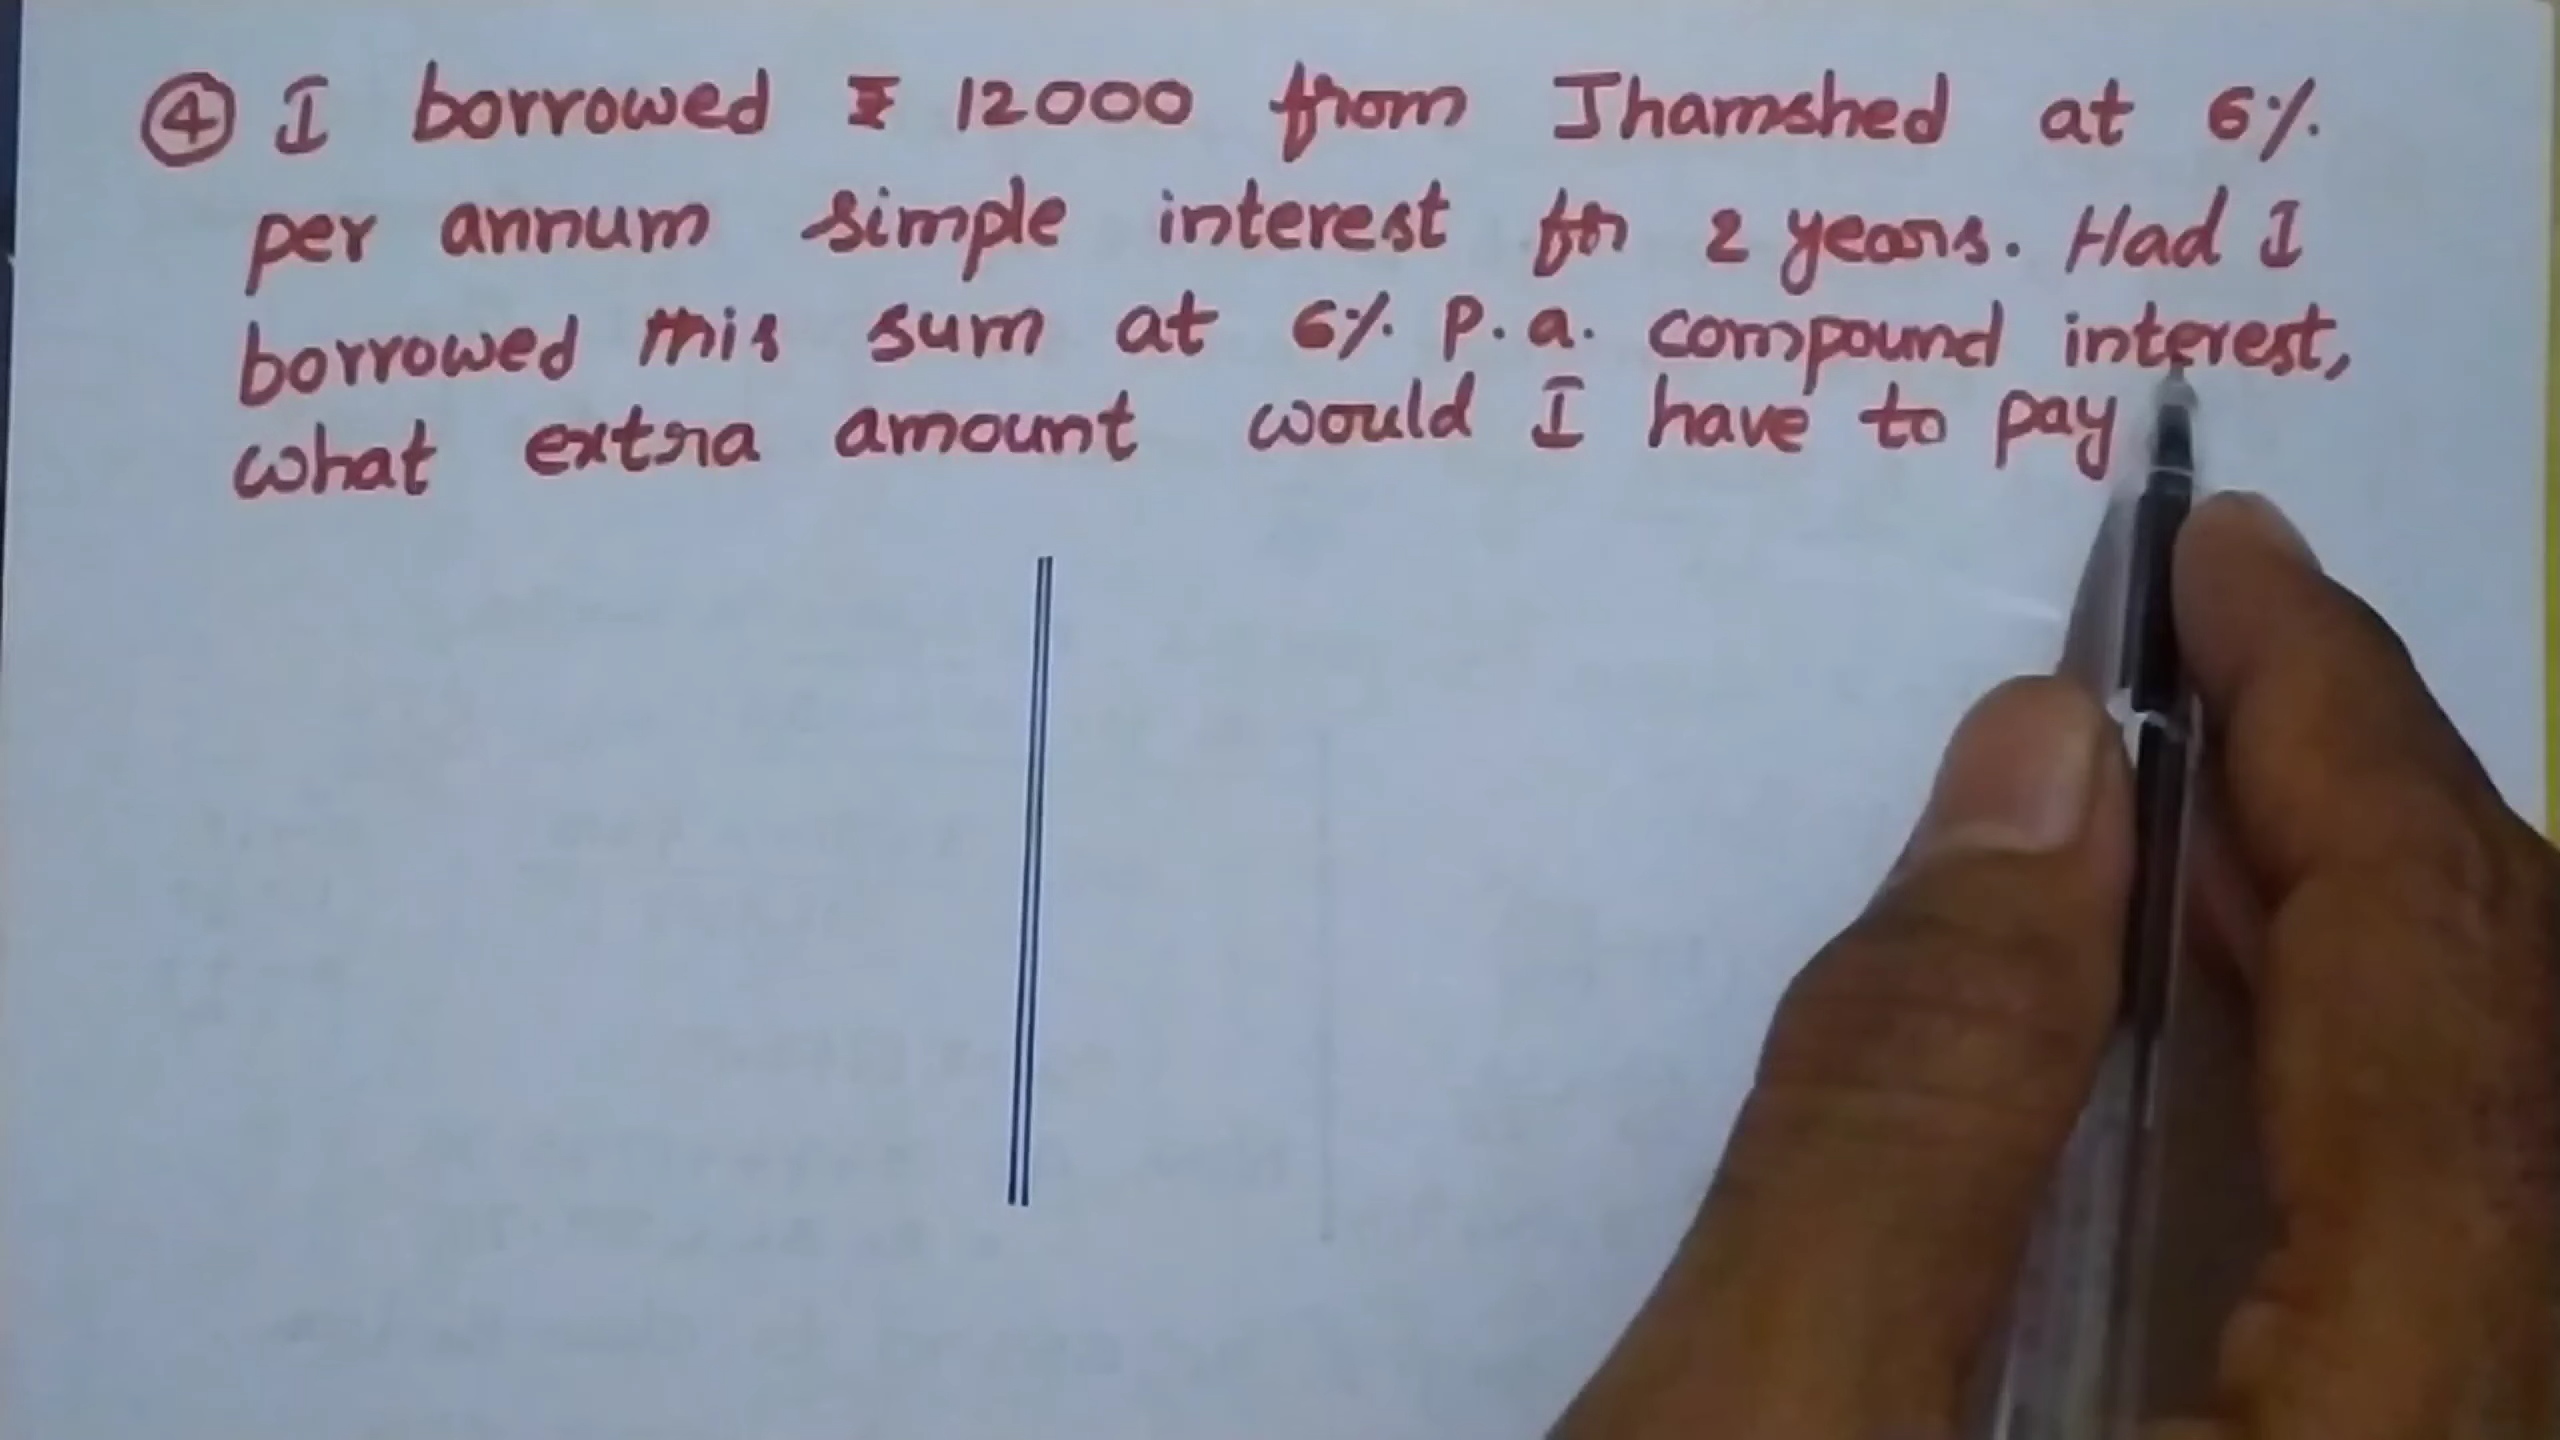 ④ I borrowed ₹ 12000 from Jhamshed at 6%
per annum simple interest for 2 years. Had I
borrowed this sum at 6% P.a. compound interest,
what extra amount would I have to pay